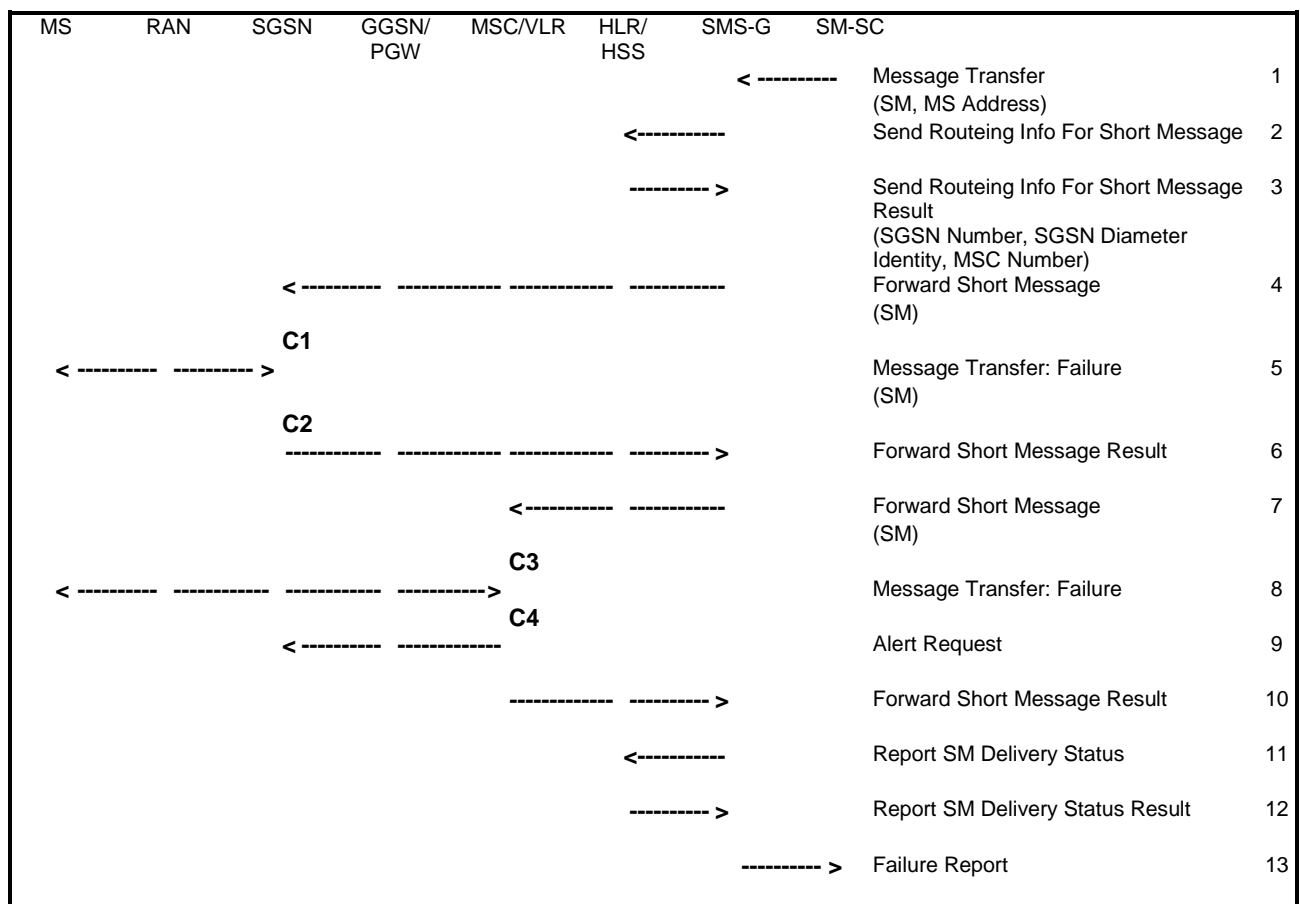 MS RAN SGSN GGSN/ MSC/VLR HLR/ SMS-G SM-SC
PGW HSS
< ---------- Message Transfer 1
(SM, MS Address)
<----------- Send Routeing Info For Short Message 2
---------- > Send Routeing Info For Short Message 3
Result
(SGSN Number, SGSN Diameter
Identity, MSC Number)
< ---------- ------------- ------------- ------------ Forward Short Message 4
(SM)
C1
< ---------- ---------- > Message Transfer: Failure 5
(SM)
C2
------------ ------------- ------------- ---------- > Forward Short Message Result 6
<----------- ------------ Forward Short Message 7
(SM)
C3
< ---------- ------------ ------------ -----------> Message Transfer: Failure 8
C4
< ---------- ------------- Alert Request 9
------------- ---------- > Forward Short Message Result 10
<----------- Report SM Delivery Status 11
---------- > Report SM Delivery Status Result 12
---------- > Failure Report 13